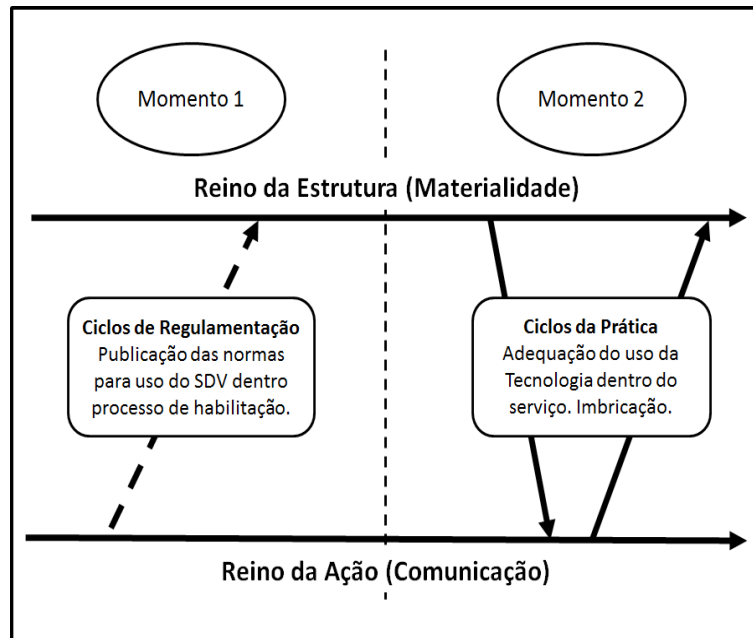 Momento 1
Momento 2
Reino da Estrutura (Materialidade)
Ciclos de Regulamentação
Publicação das normas
para uso do SDV dentro
processo de habilitação.
Ciclos da Prática
Adequação do uso da
Tecnologia dentro do
serviço. Imbricação.
Reino da Ação (Comunicação)